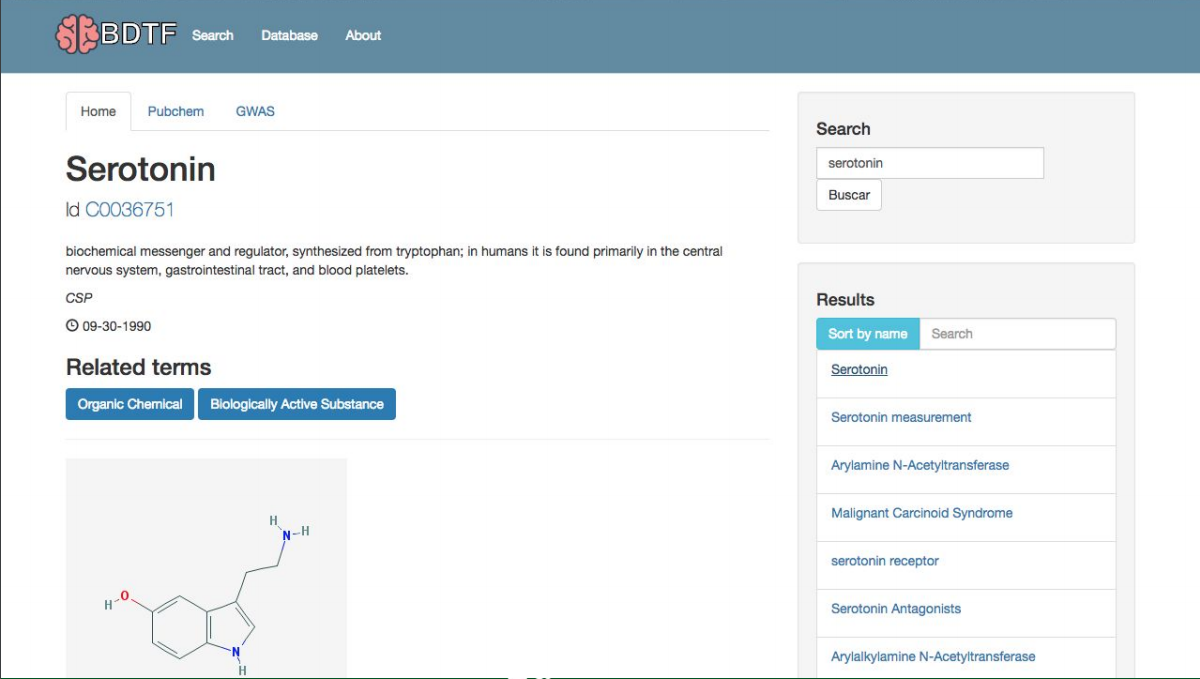 BDTF Search Database About
Home Pubchem GWAS
Serotonin
Id C0036751
biochemical messenger and regulator, synthesized from tryptophan; in humans it is found primarily in the central
nervous system, gastrointestinal tract, and blood platelets.
CSP
09-30-1990
Related terms
Organic Chemical Biologically Active Substance
H
N H
H O
N
H
Search
serotonin
Buscar
Results
Sort by name Search
Serotonin
Serotonin measurement
Arylamine N-Acetyltransferase
Malignant Carcinoid Syndrome
serotonin receptor
Serotonin Antagonists
Arylalkylamine N-Acetyltransferase